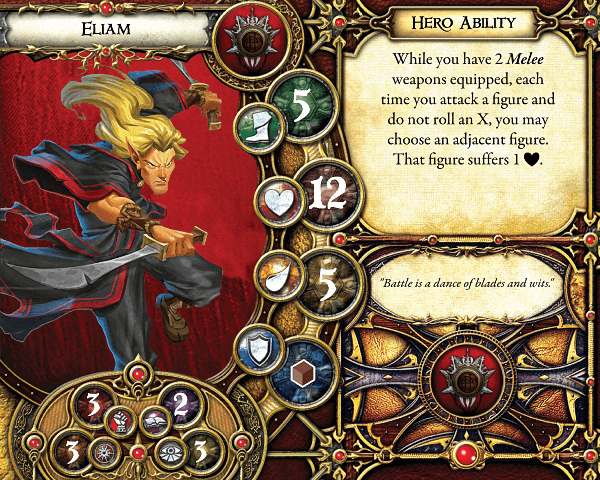 ELIAM
5
12
5
3
2
3
3
HERO ABILITY
While you have 2 Melee
weapons equipped, each
time you attack a figure and
do not roll an X, you may
choose an adjacent figure.
That figure suffers 1 ♥.
"Battle is a dance of blades and wits."